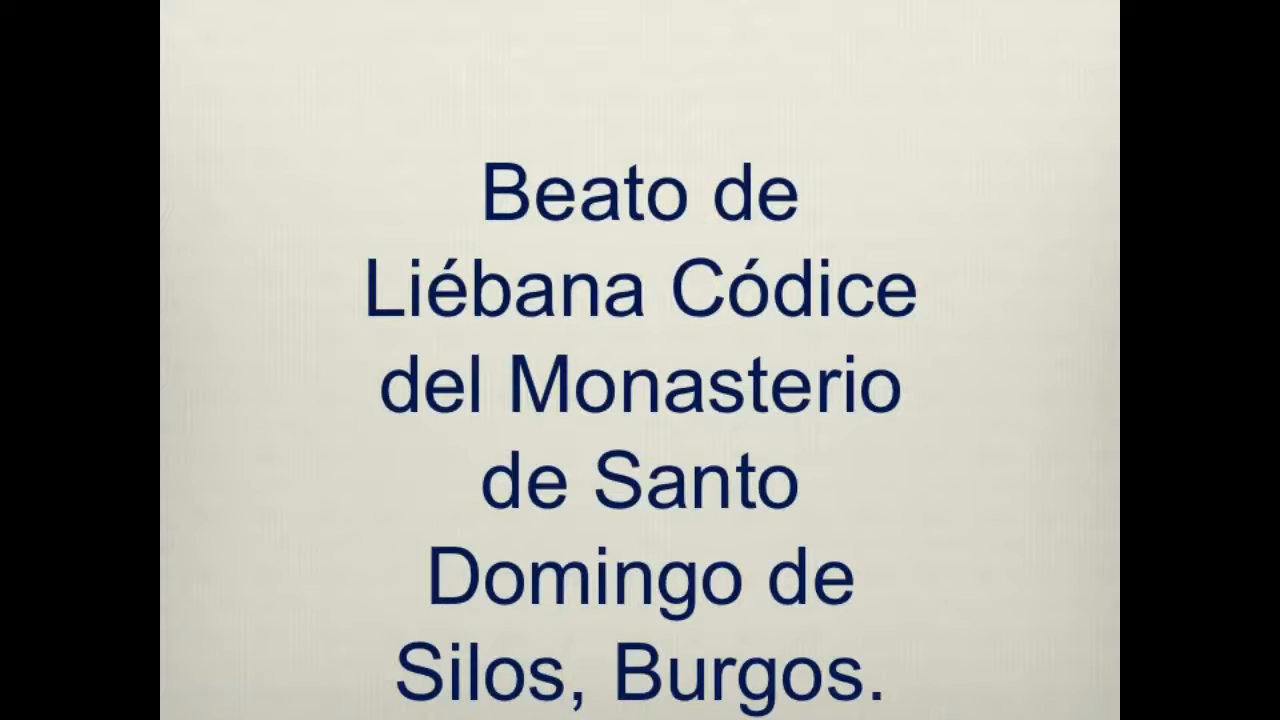 Beato de
Liébana Códice
del Monasterio
de Santo
Domingo de
Silos, Burgos.